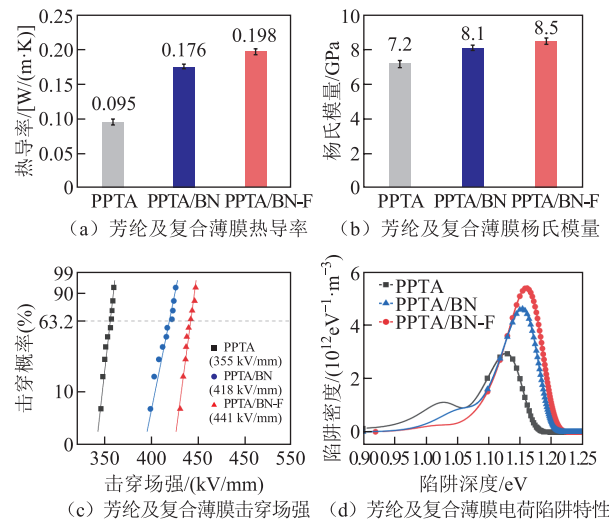 热导率/[W/(m·K)]
0.25
0.20
0.15
0.10
0.05
0
0.095
0.176
0.198
PPTA PPTA/BN PPTA/BN-F
(a) 芳纶及复合薄膜热导率
杨氏模量/GPa
10
8
6
4
2
0
7.2
8.1
8.5
PPTA PPTA/BN PPTA/BN-F
(b) 芳纶及复合薄膜杨氏模量
击穿概率(%)
99
90
63.2
10
0
PPTA
(355 kV/mm)
PPTA/BN
(418 kV/mm)
PPTA/BN-F
(441 kV/mm)
350 400 450 500 550
击穿场强/(kV/mm)
(c) 芳纶及复合薄膜击穿场强
陷阱密度/(10¹²eV⁻¹·m⁻³)
6
4
2
0
PPTA
PPTA/BN
PPTA/BN-F
0.90 0.95 1.00 1.05 1.10 1.15 1.20 1.25
陷阱深度/eV
(d) 芳纶及复合薄膜电荷陷阱特性